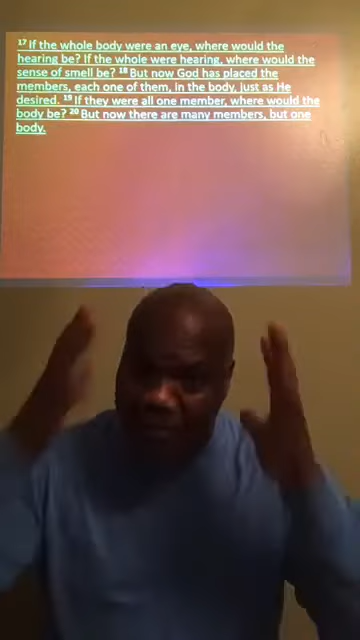 17 If the whole body were an eye, where would the
hearing be? If the whole were hearing, where would the
sense of smell be? 18 But now God has placed the
members, each one of them, in the body, just as He
desired. 19 If they were all one member, where would the
body be? 20 But now there are many members, but one
body.